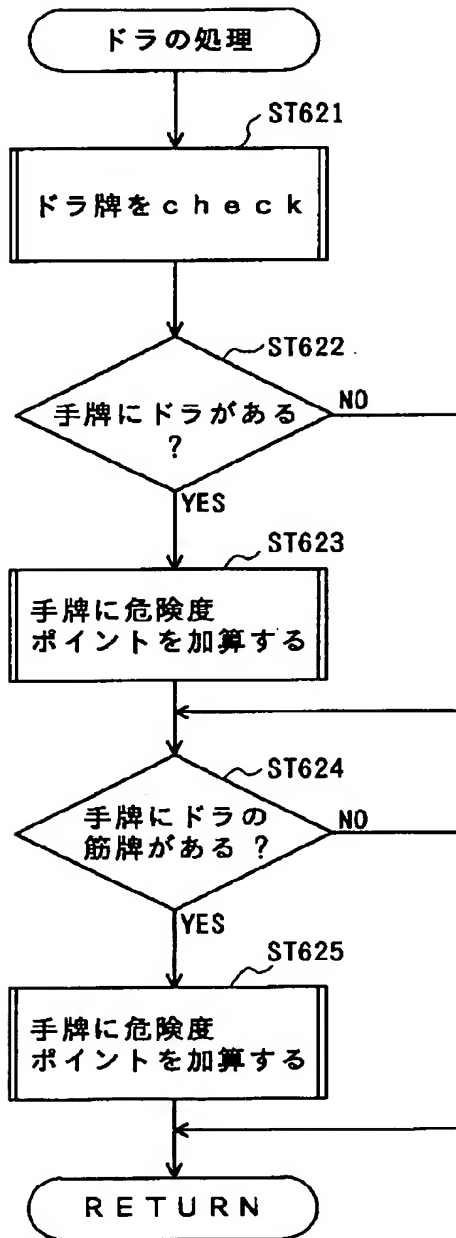 ドラの処理
ST621
ドラ牌をcheck
ST622
手牌にドラがある
?
NO
YES
ST623
手牌に危険度
ポイントを加算する
ST624
手牌にドラの
筋牌がある ?
NO
YES
ST625
手牌に危険度
ポイントを加算する
RETURN